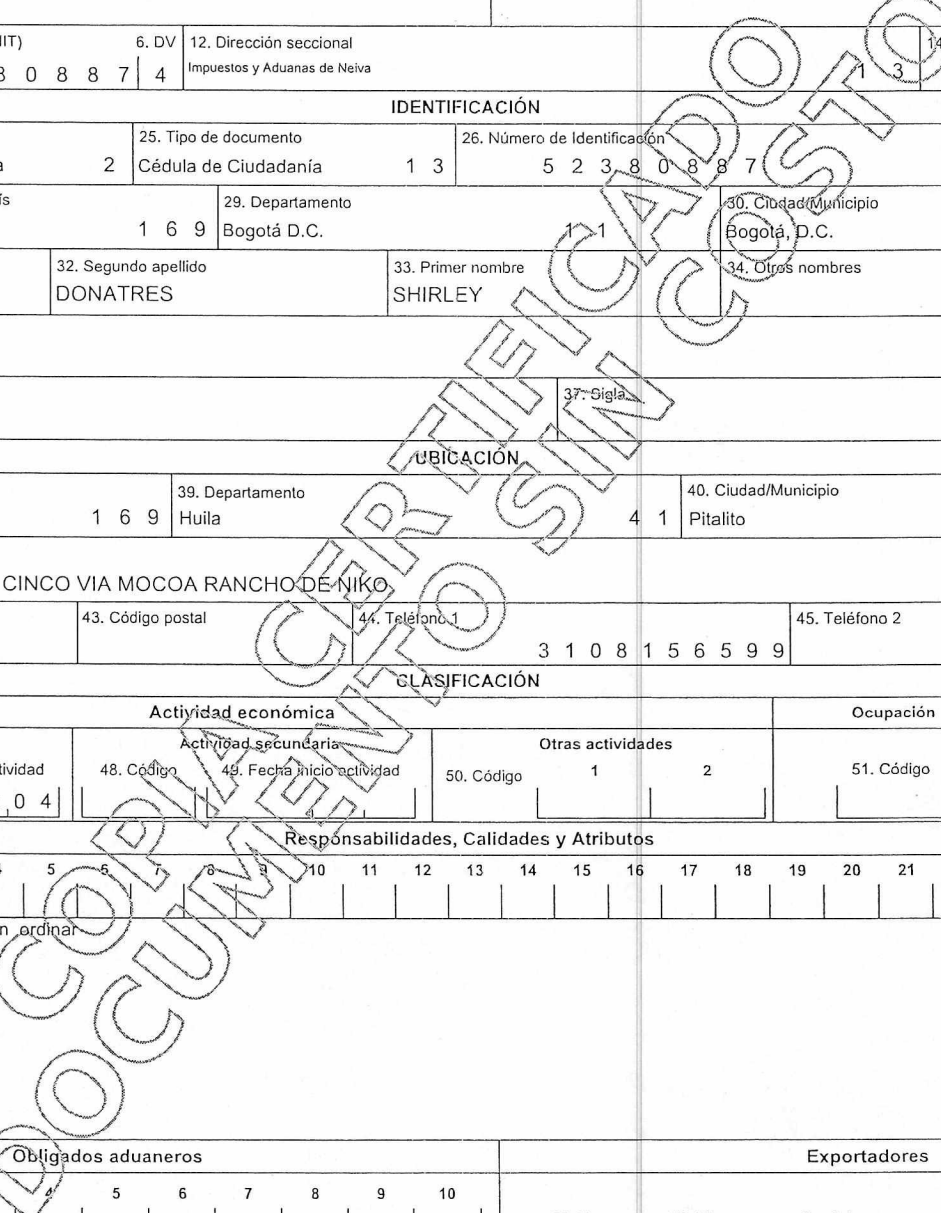 IIT) 6. DV 12. Dirección seccional 14
8 0 8 8 7 4 Impuestos y Aduanas de Neiva 1 3
IDENTIFICACIÓN
25. Tipo de documento 26. Número de Identificación
a 2 Cédula de Ciudadanía 1 3 5 2 3 8 0 8 8 7
ís 29. Departamento 30. Ciudad/Municipio
1 6 9 Bogotá D.C. 1 1 Bogotá, D.C.
32. Segundo apellido 33. Primer nombre 34. Otros nombres
DONATRES SHIRLEY
37. Sigla
UBICACIÓN
39. Departamento 40. Ciudad/Municipio
1 6 9 Huila 4 1 Pitalito
CINCO VIA MOCOA RANCHO DE NIKO
43. Código postal 44. Teléfono 1 45. Teléfono 2
3 1 0 8 1 5 6 5 9 9
CLASIFICACIÓN
Actividad económica Ocupación
Actividad secundaria Otras actividades
tividad 48. Código 49. Fecha inicio actividad 50. Código 1 2 51. Código
0 4
Responsabilidades, Calidades y Atributos
5 6 7 8 9 10 11 12 13 14 15 16 17 18 19 20 21
n ordinar
Obligados aduaneros Exportadores
4 5 6 7 8 9 10
COPIA CERTIFICADO
DOCUMENTO SIN COSTO